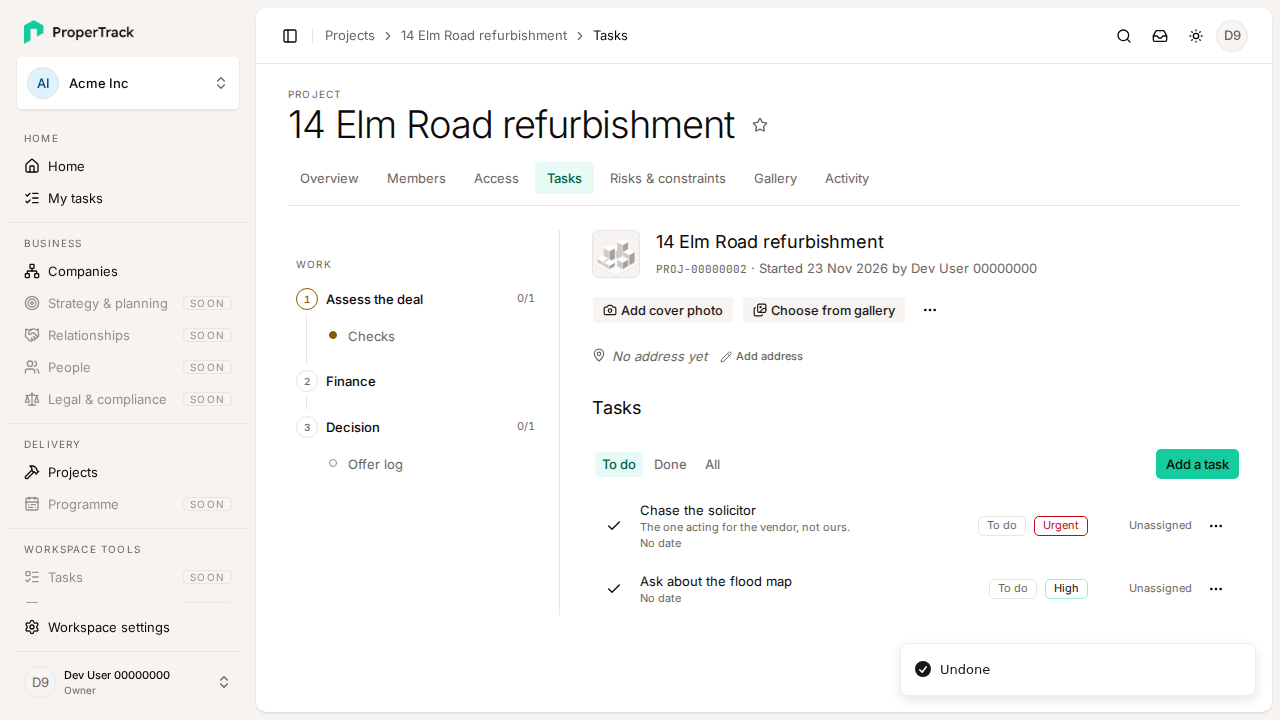 ProperTrack
AI
Acme Inc
HOME
Home
My tasks
BUSINESS
Companies
Strategy & planning SOON
Relationships SOON
People SOON
Legal & compliance SOON
DELIVERY
Projects
Programme SOON
WORKSPACE TOOLS
Tasks SOON
Workspace settings
D9
Dev User 00000000
Owner
Projects > 14 Elm Road refurbishment > Tasks
D9
PROJECT
14 Elm Road refurbishment
Overview Members Access Tasks Risks & constraints Gallery Activity
WORK
1 Assess the deal 0/1
Checks
2 Finance
3 Decision 0/1
Offer log
14 Elm Road refurbishment
PROJ-00000002 · Started 23 Nov 2026 by Dev User 00000000
Add cover photo Choose from gallery
No address yet Add address
Tasks
To do Done All Add a task
Chase the solicitor
The one acting for the vendor, not ours.
No date
To do Urgent Unassigned
Ask about the flood map
No date
To do High Unassigned
Undone